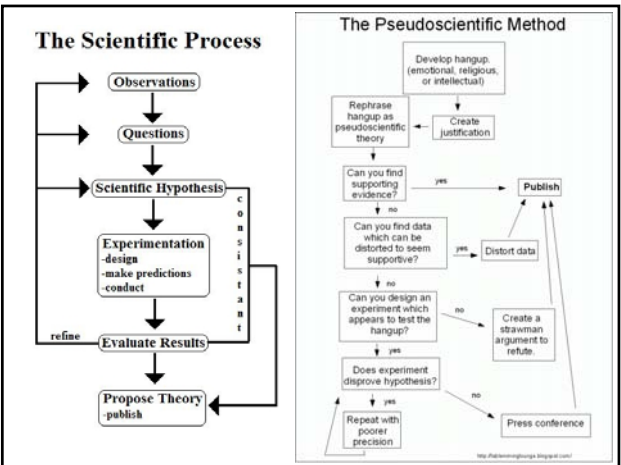 The Scientific Process
Observations
Questions
Scientific Hypothesis
consistant
Experimentation
-design
-make predictions
-conduct
refine
Evaluate Results
Propose Theory
-publish
The Pseudoscientific Method
Develop hangup.
(emotional, religious,
or intellectual)
Create
justification
Rephrase
hangup as
pseudoscientific
theory
Can you find
supporting
evidence?
yes
Publish
no
Can you find data
which can be
distorted to seem
supportive?
yes
Distort data
no
Can you design an
experiment which
appears to test the
hangup?
no
Create a
strawman
argument to
refute.
yes
Does experiment
disprove hypothesis?
no
Press conference
yes
Repeat with
poorer
precision